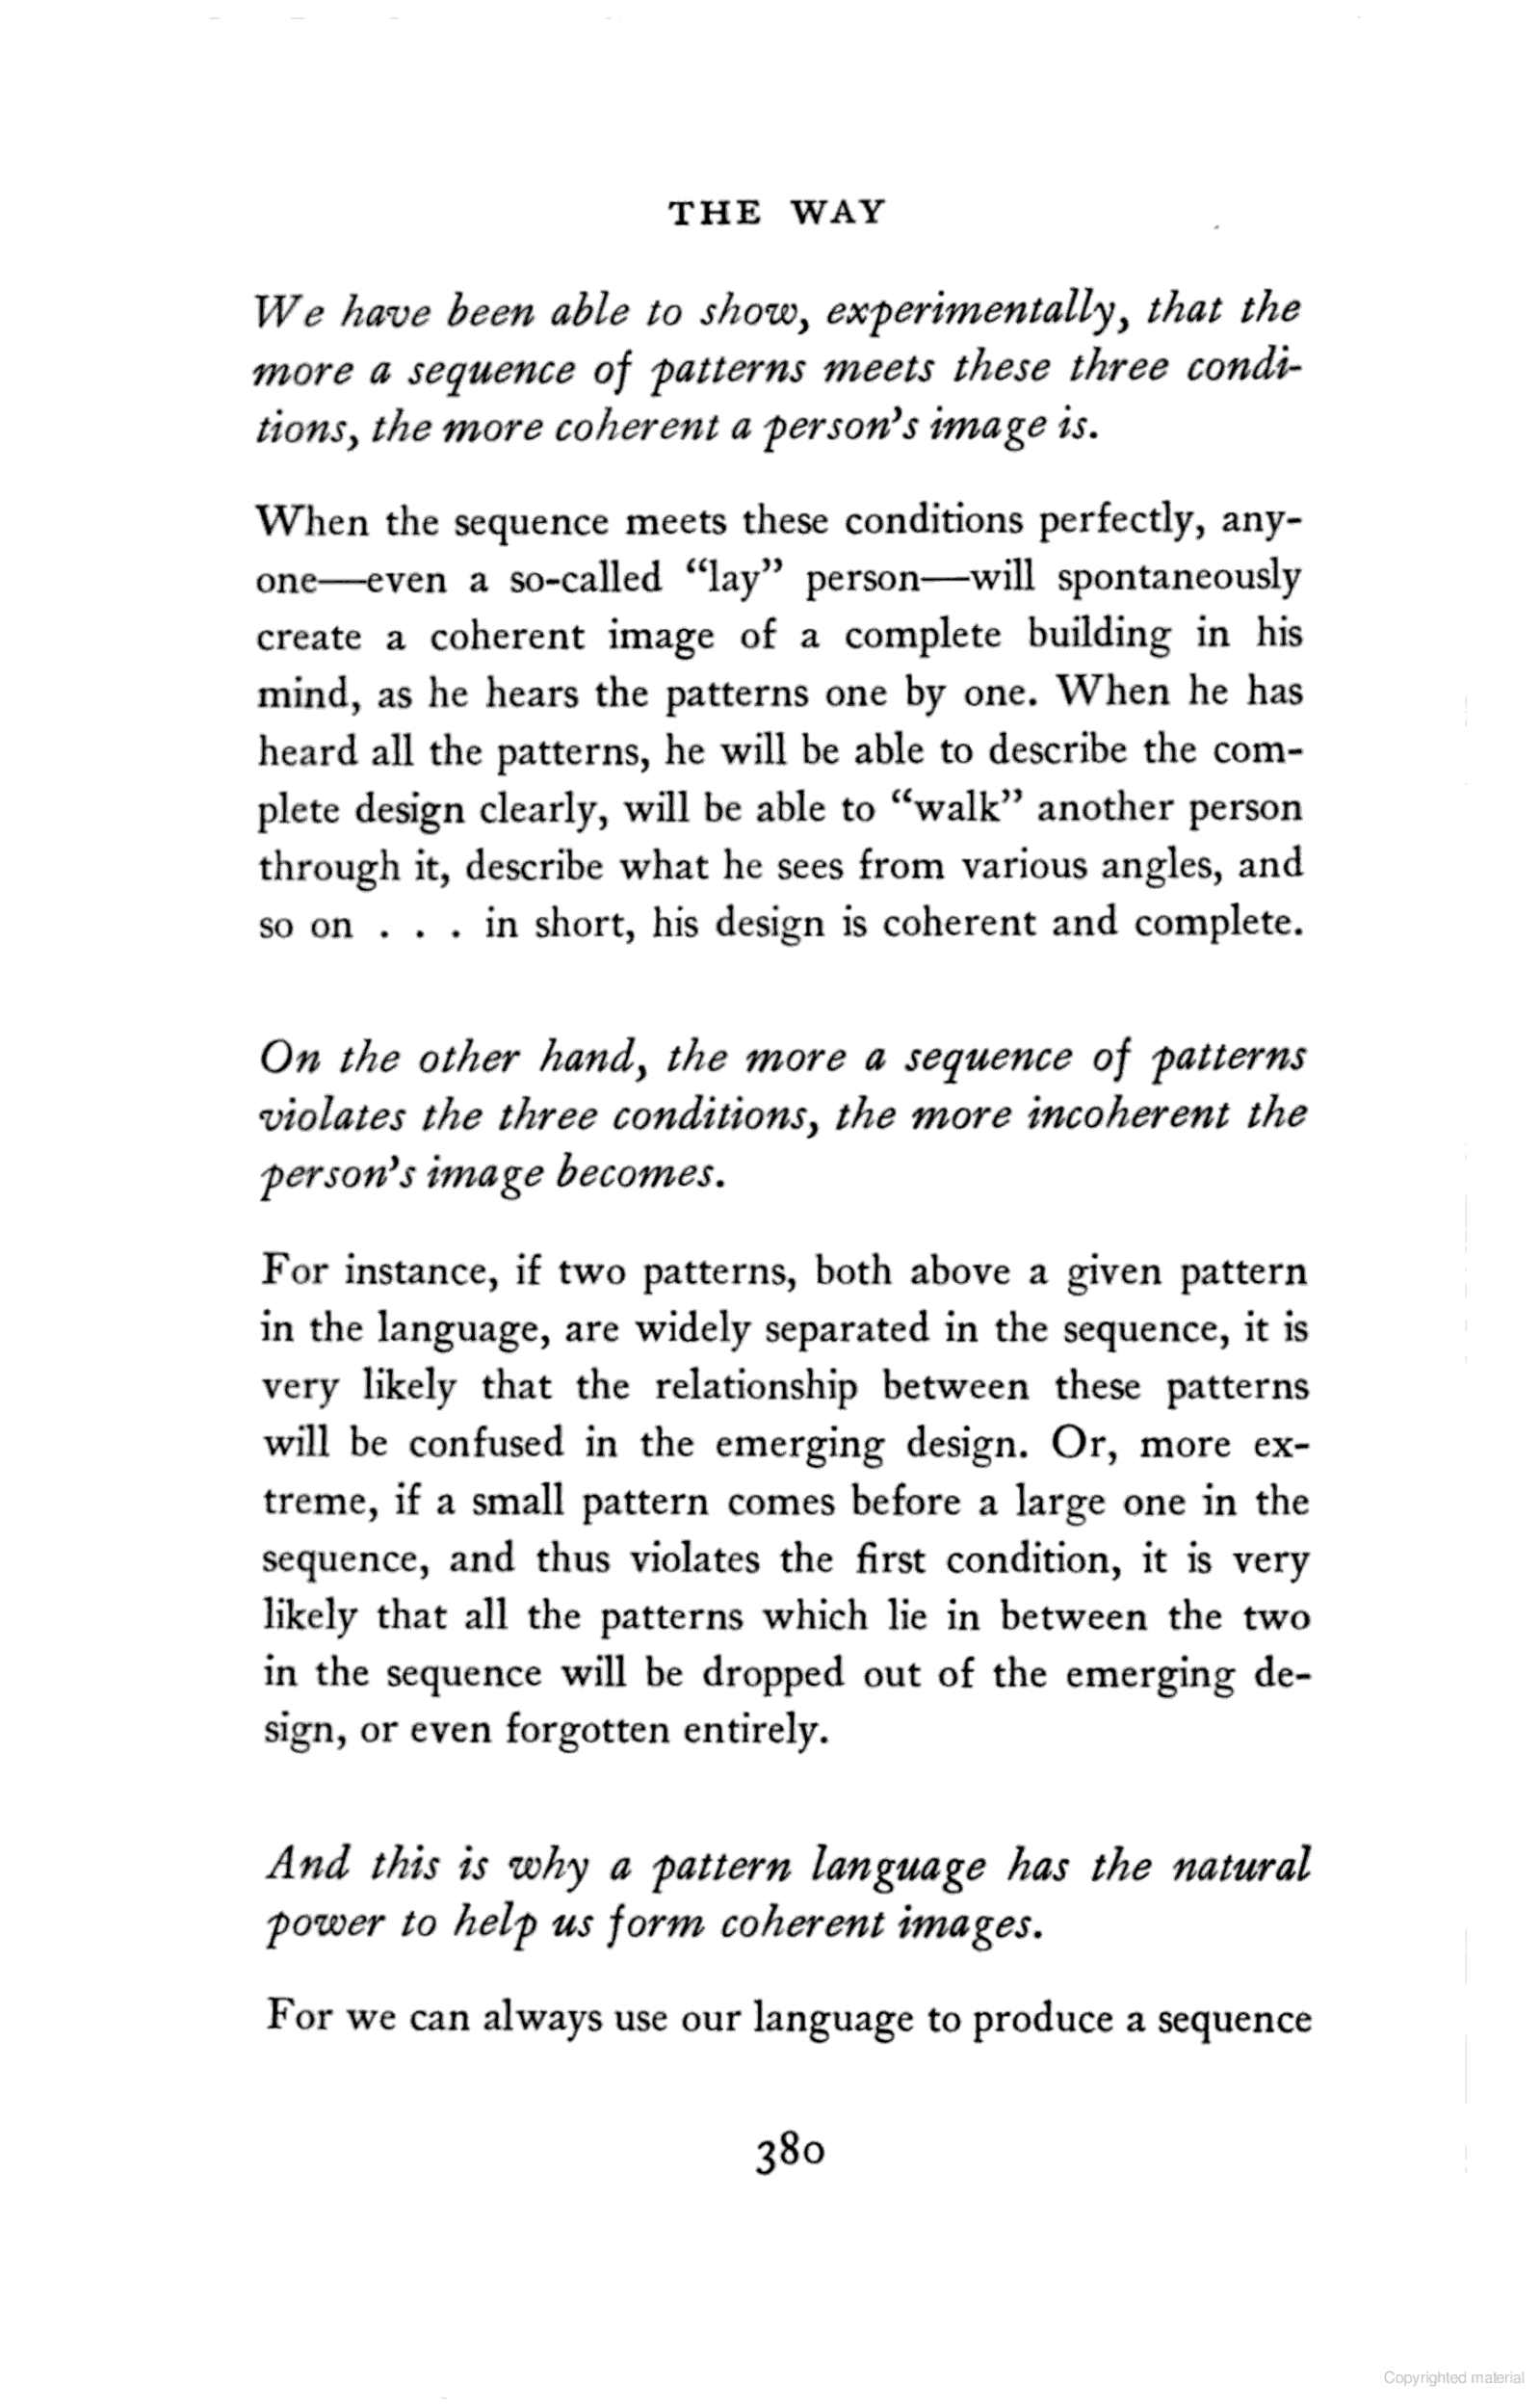 THE WAY
We have been able to show, experimentally, that the
more a sequence of patterns meets these three condi-
tions, the more coherent a person's image is.
When the sequence meets these conditions perfectly, any-
one—even a so-called “lay” person—will spontaneously
create a coherent image of a complete building in his
mind, as he hears the patterns one by one. When he has
heard all the patterns, he will be able to describe the com-
plete design clearly, will be able to “walk” another person
through it, describe what he sees from various angles, and
so on . . . in short, his design is coherent and complete.
On the other hand, the more a sequence of patterns
violates the three conditions, the more incoherent the
person's image becomes.
For instance, if two patterns, both above a given pattern
in the language, are widely separated in the sequence, it is
very likely that the relationship between these patterns
will be confused in the emerging design. Or, more ex-
treme, if a small pattern comes before a large one in the
sequence, and thus violates the first condition, it is very
likely that all the patterns which lie in between the two
in the sequence will be dropped out of the emerging de-
sign, or even forgotten entirely.
And this is why a pattern language has the natural
power to help us form coherent images.
For we can always use our language to produce a sequence
380
Copyrighted material